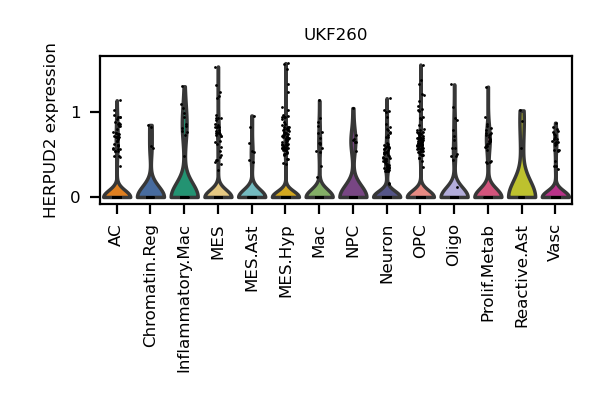 UKF260
HERPUD2 expression
1
0
AC
Chromatin.Reg
Inflammatory.Mac
MES
MES.Ast
MES.Hyp
Mac
NPC
Neuron
OPC
Oligo
Prolif.Metab
Reactive.Ast
Vasc